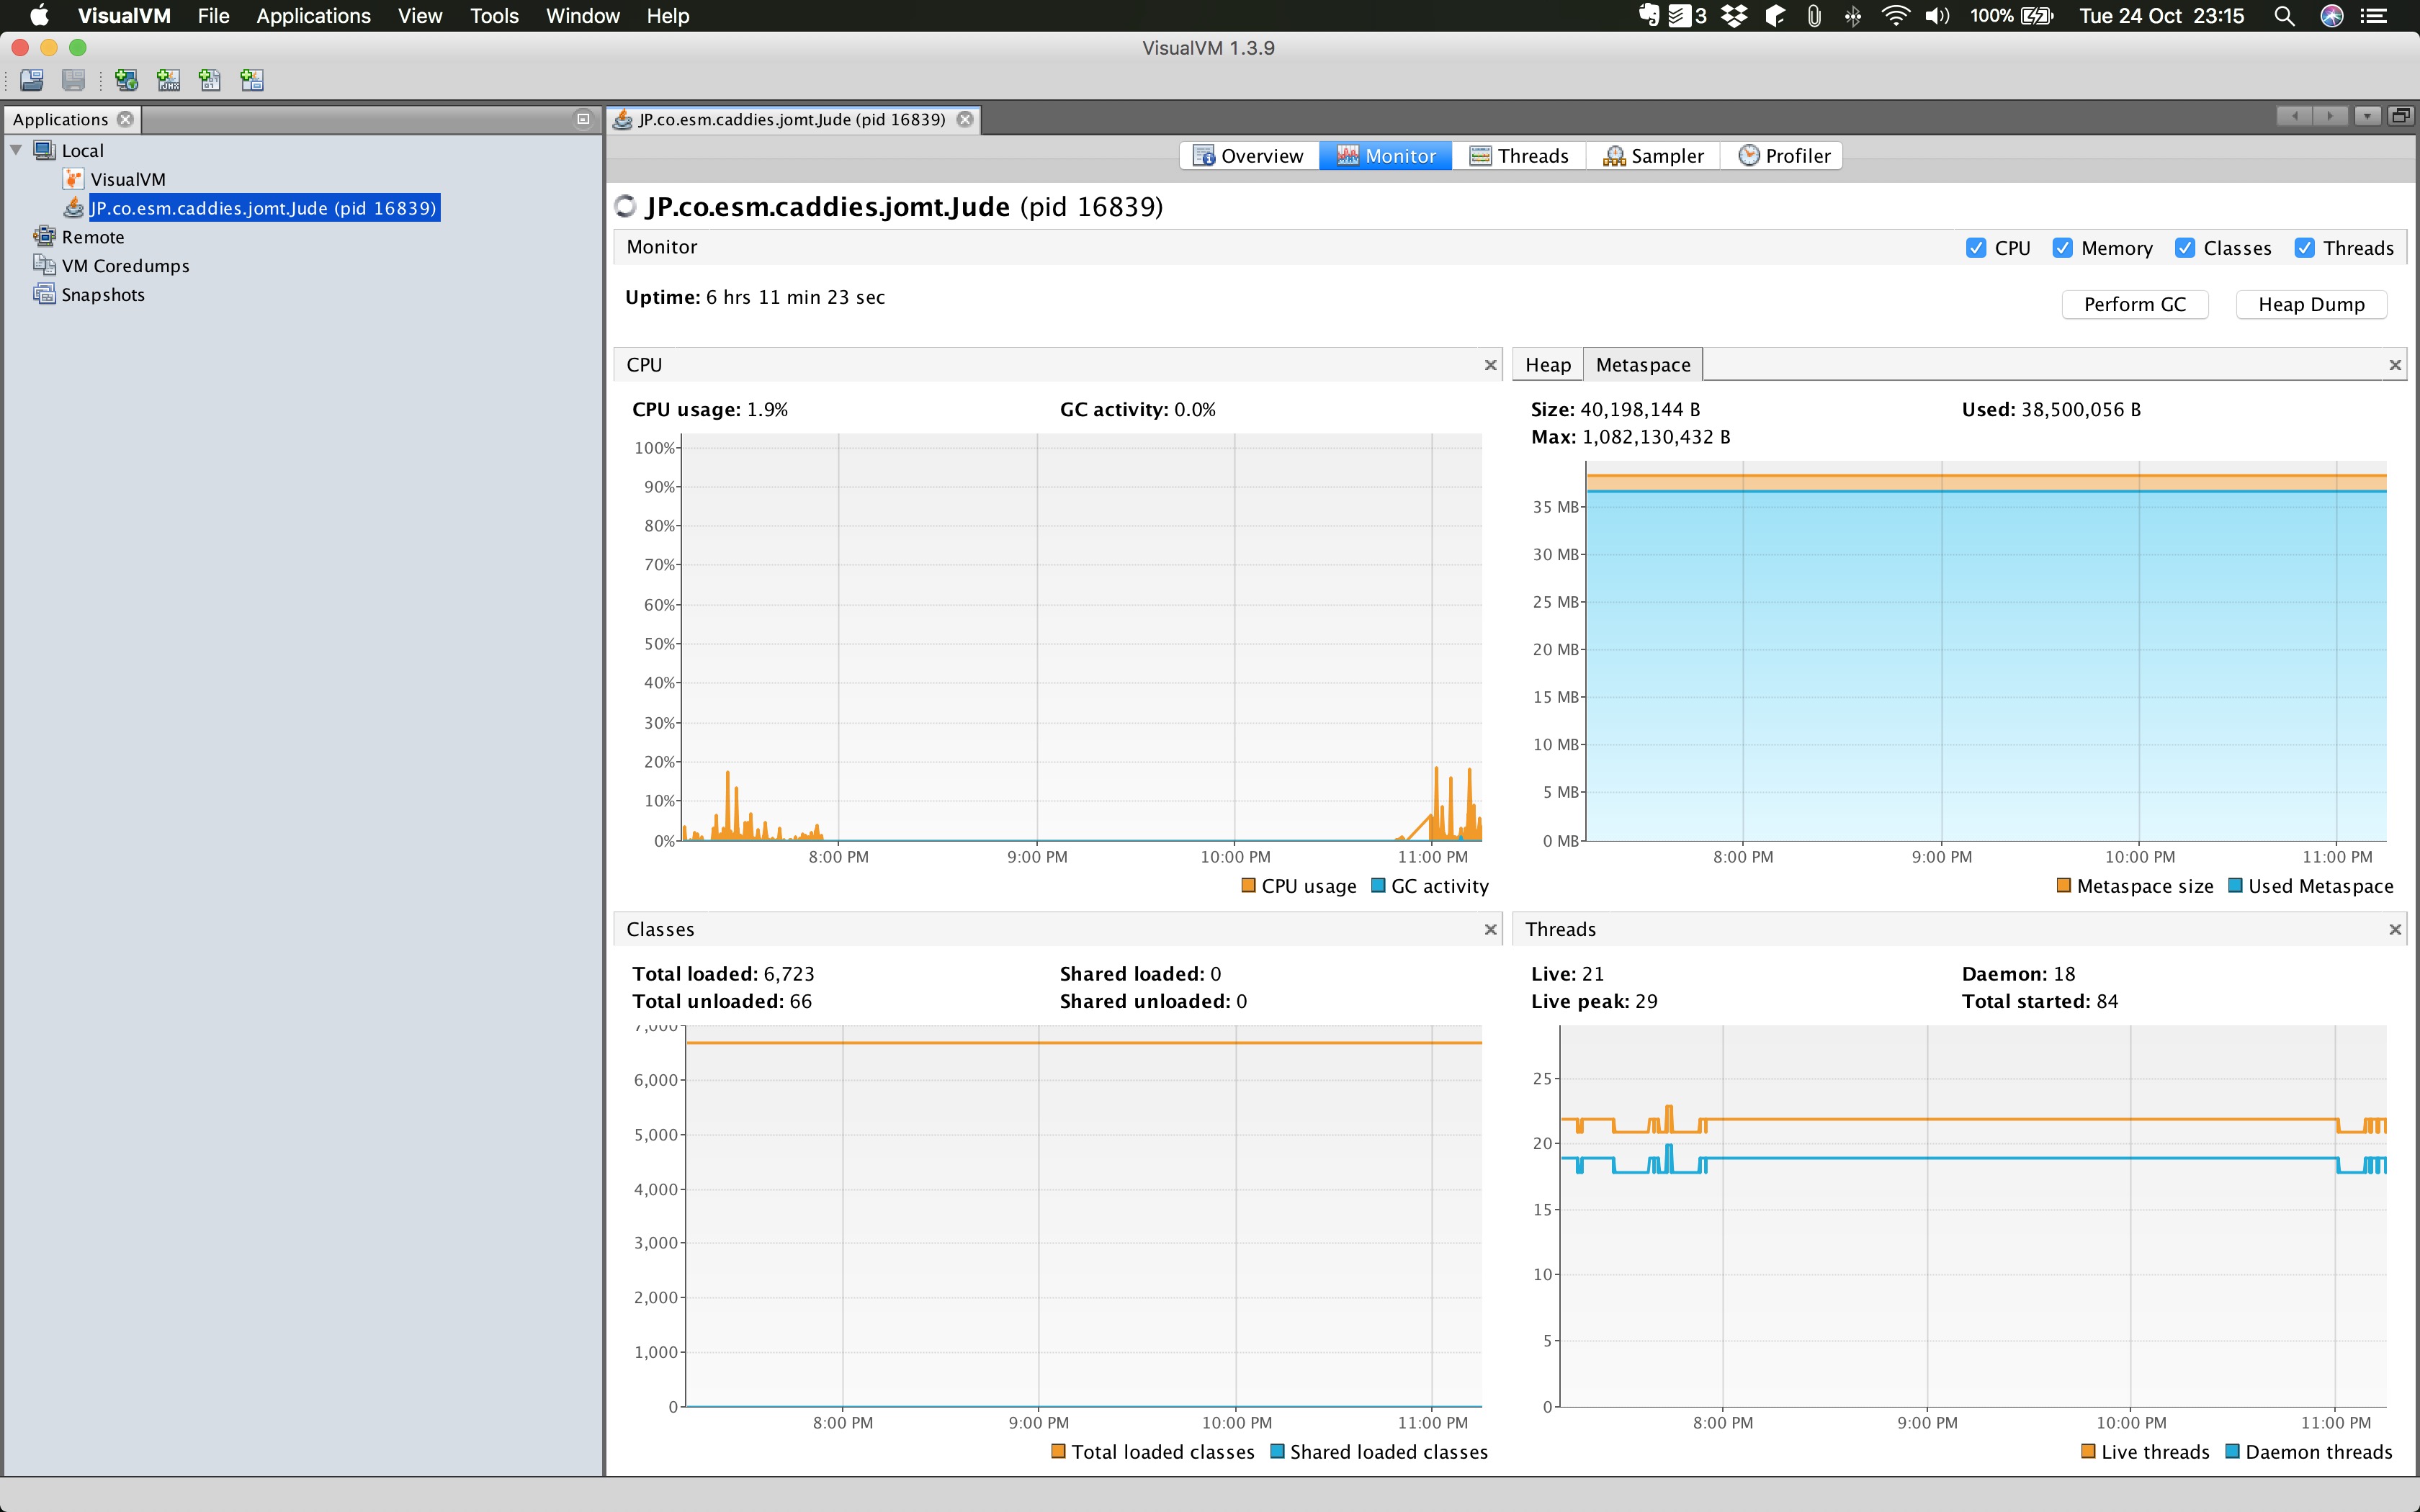 VisualVM File Applications View Tools Window Help 3 100% Tue 24 Oct 23:15
VisualVM 1.3.9
Applications
Local
VisualVM
JP.co.esm.caddies.jomt.Jude (pid 16839)
Remote
VM Coredumps
Snapshots
JP.co.esm.caddies.jomt.Jude (pid 16839)
Overview Monitor Threads Sampler Profiler
JP.co.esm.caddies.jomt.Jude (pid 16839)
Monitor CPU Memory Classes Threads
Uptime: 6 hrs 11 min 23 sec
Perform GC Heap Dump
CPU
CPU usage: 1.9% GC activity: 0.0%
100%
90%
80%
70%
60%
50%
40%
30%
20%
10%
0%
8:00 PM 9:00 PM 10:00 PM 11:00 PM
CPU usage GC activity
Heap Metaspace
Size: 40,198,144 B Used: 38,500,056 B
Max: 1,082,130,432 B
35 MB
30 MB
25 MB
20 MB
15 MB
10 MB
5 MB
0 MB
8:00 PM 9:00 PM 10:00 PM 11:00 PM
Metaspace size Used Metaspace
Classes
Total loaded: 6,723 Shared loaded: 0
Total unloaded: 66 Shared unloaded: 0
7,000
6,000
5,000
4,000
3,000
2,000
1,000
0
8:00 PM 9:00 PM 10:00 PM 11:00 PM
Total loaded classes Shared loaded classes
Threads
Live: 21 Daemon: 18
Live peak: 29 Total started: 84
25
20
15
10
5
0
8:00 PM 9:00 PM 10:00 PM 11:00 PM
Live threads Daemon threads